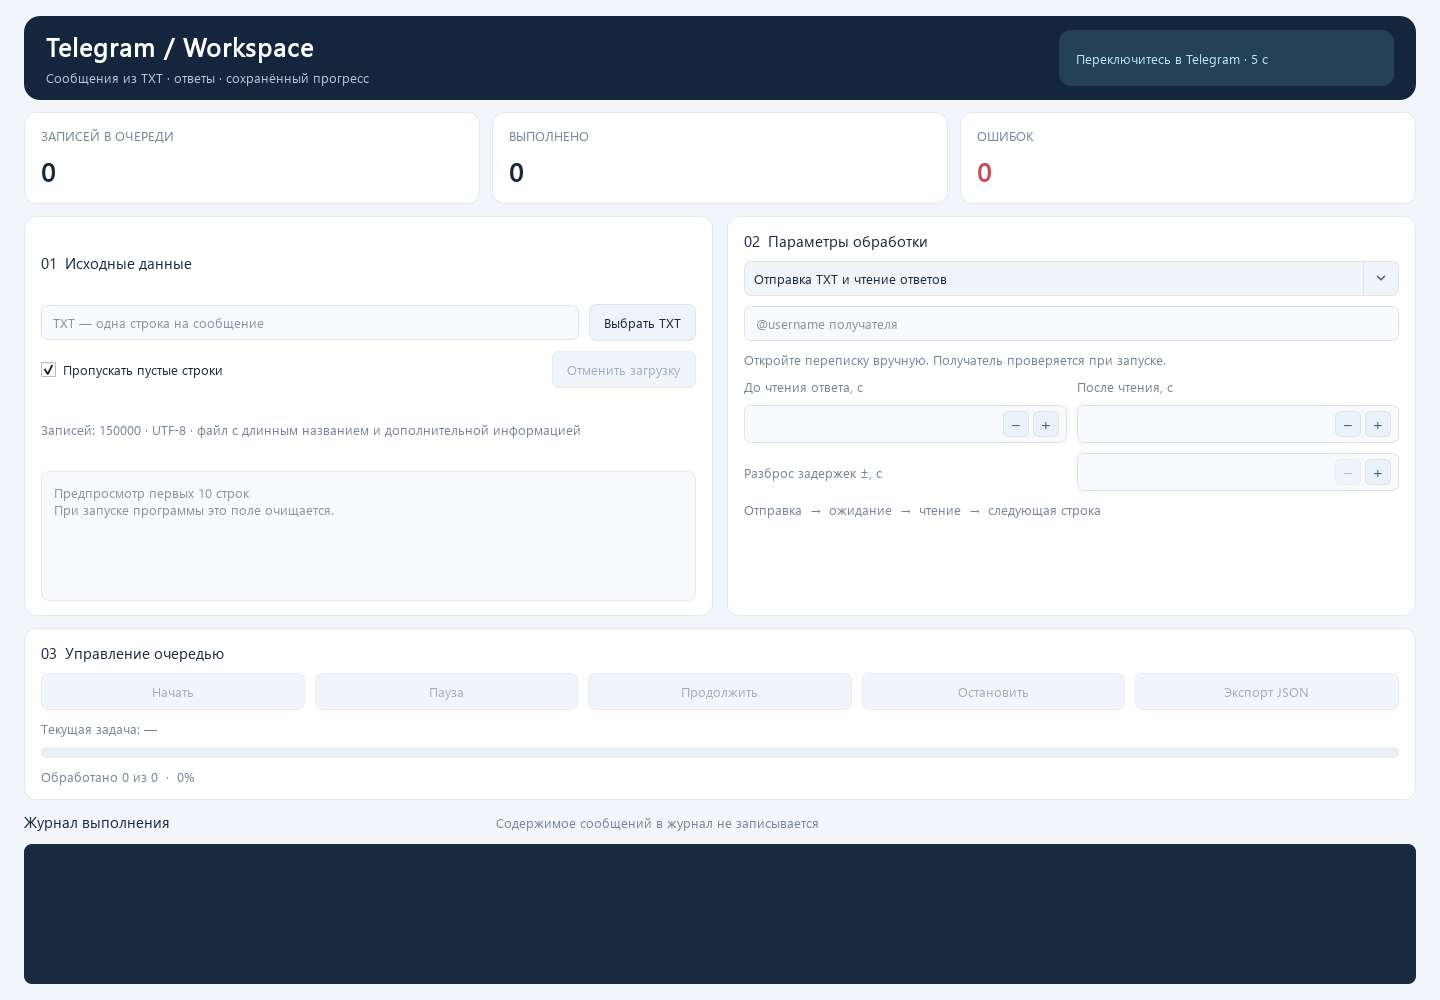 Telegram / Workspace
Сообщения из TXT · ответы · сохранённый прогресс
Переключитесь в Telegram · 5 с
ЗАПИСЕЙ В ОЧЕРЕДИ
0
ВЫПОЛНЕНО
0
ОШИБОК
0
01 Исходные данные
TXT — одна строка на сообщение
Выбрать TXT
Пропускать пустые строки
Отменить загрузку
Записей: 150000 · UTF-8 · файл с длинным названием и дополнительной информацией
Предпросмотр первых 10 строк
При запуске программы это поле очищается.
02 Параметры обработки
Отправка TXT и чтение ответов
@username получателя
Откройте переписку вручную. Получатель проверяется при запуске.
До чтения ответа, с
После чтения, с
− +
− +
Разброс задержек ±, с
− +
Отправка → ожидание → чтение → следующая строка
03 Управление очередью
Начать
Пауза
Продолжить
Остановить
Экспорт JSON
Текущая задача: —
Обработано 0 из 0 · 0%
Журнал выполнения
Содержимое сообщений в журнал не записывается